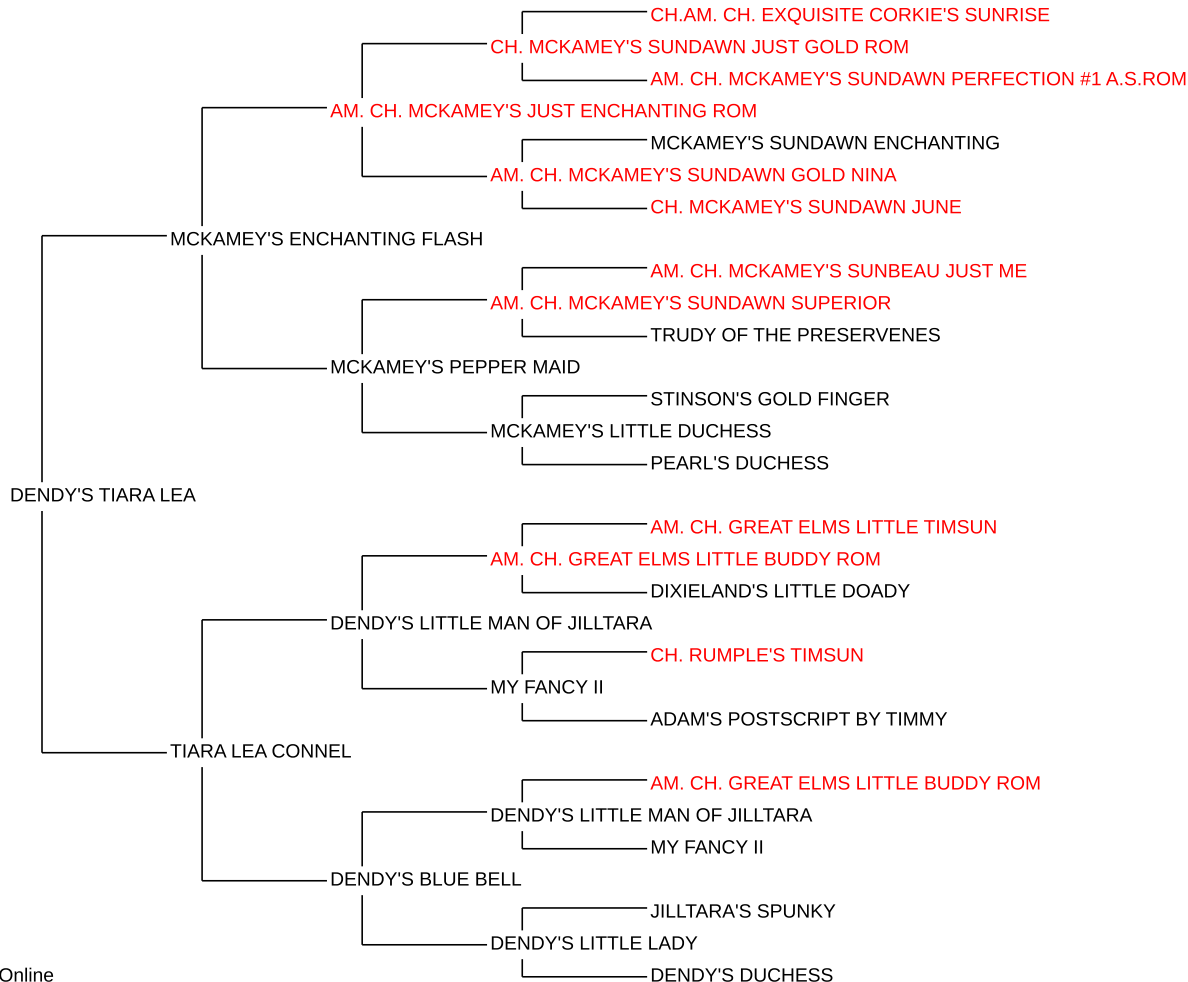 CH.AM. CH. EXQUISITE CORKIE'S SUNRISE
CH. MCKAMEY'S SUNDAWN JUST GOLD ROM
AM. CH. MCKAMEY'S SUNDAWN PERFECTION #1 A.S.ROM
AM. CH. MCKAMEY'S JUST ENCHANTING ROM
MCKAMEY'S SUNDAWN ENCHANTING
AM. CH. MCKAMEY'S SUNDAWN GOLD NINA
CH. MCKAMEY'S SUNDAWN JUNE
MCKAMEY'S ENCHANTING FLASH
AM. CH. MCKAMEY'S SUNBEAU JUST ME
AM. CH. MCKAMEY'S SUNDAWN SUPERIOR
TRUDY OF THE PRESERVENES
MCKAMEY'S PEPPER MAID
STINSON'S GOLD FINGER
MCKAMEY'S LITTLE DUCHESS
PEARL'S DUCHESS
DENDY'S TIARA LEA
AM. CH. GREAT ELMS LITTLE TIMSUN
AM. CH. GREAT ELMS LITTLE BUDDY ROM
DIXIELAND'S LITTLE DOADY
DENDY'S LITTLE MAN OF JILLTARA
CH. RUMPLE'S TIMSUN
MY FANCY II
ADAM'S POSTSCRIPT BY TIMMY
TIARA LEA CONNEL
AM. CH. GREAT ELMS LITTLE BUDDY ROM
DENDY'S LITTLE MAN OF JILLTARA
MY FANCY II
DENDY'S BLUE BELL
JILLTARA'S SPUNKY
DENDY'S LITTLE LADY
DENDY'S DUCHESS
Online